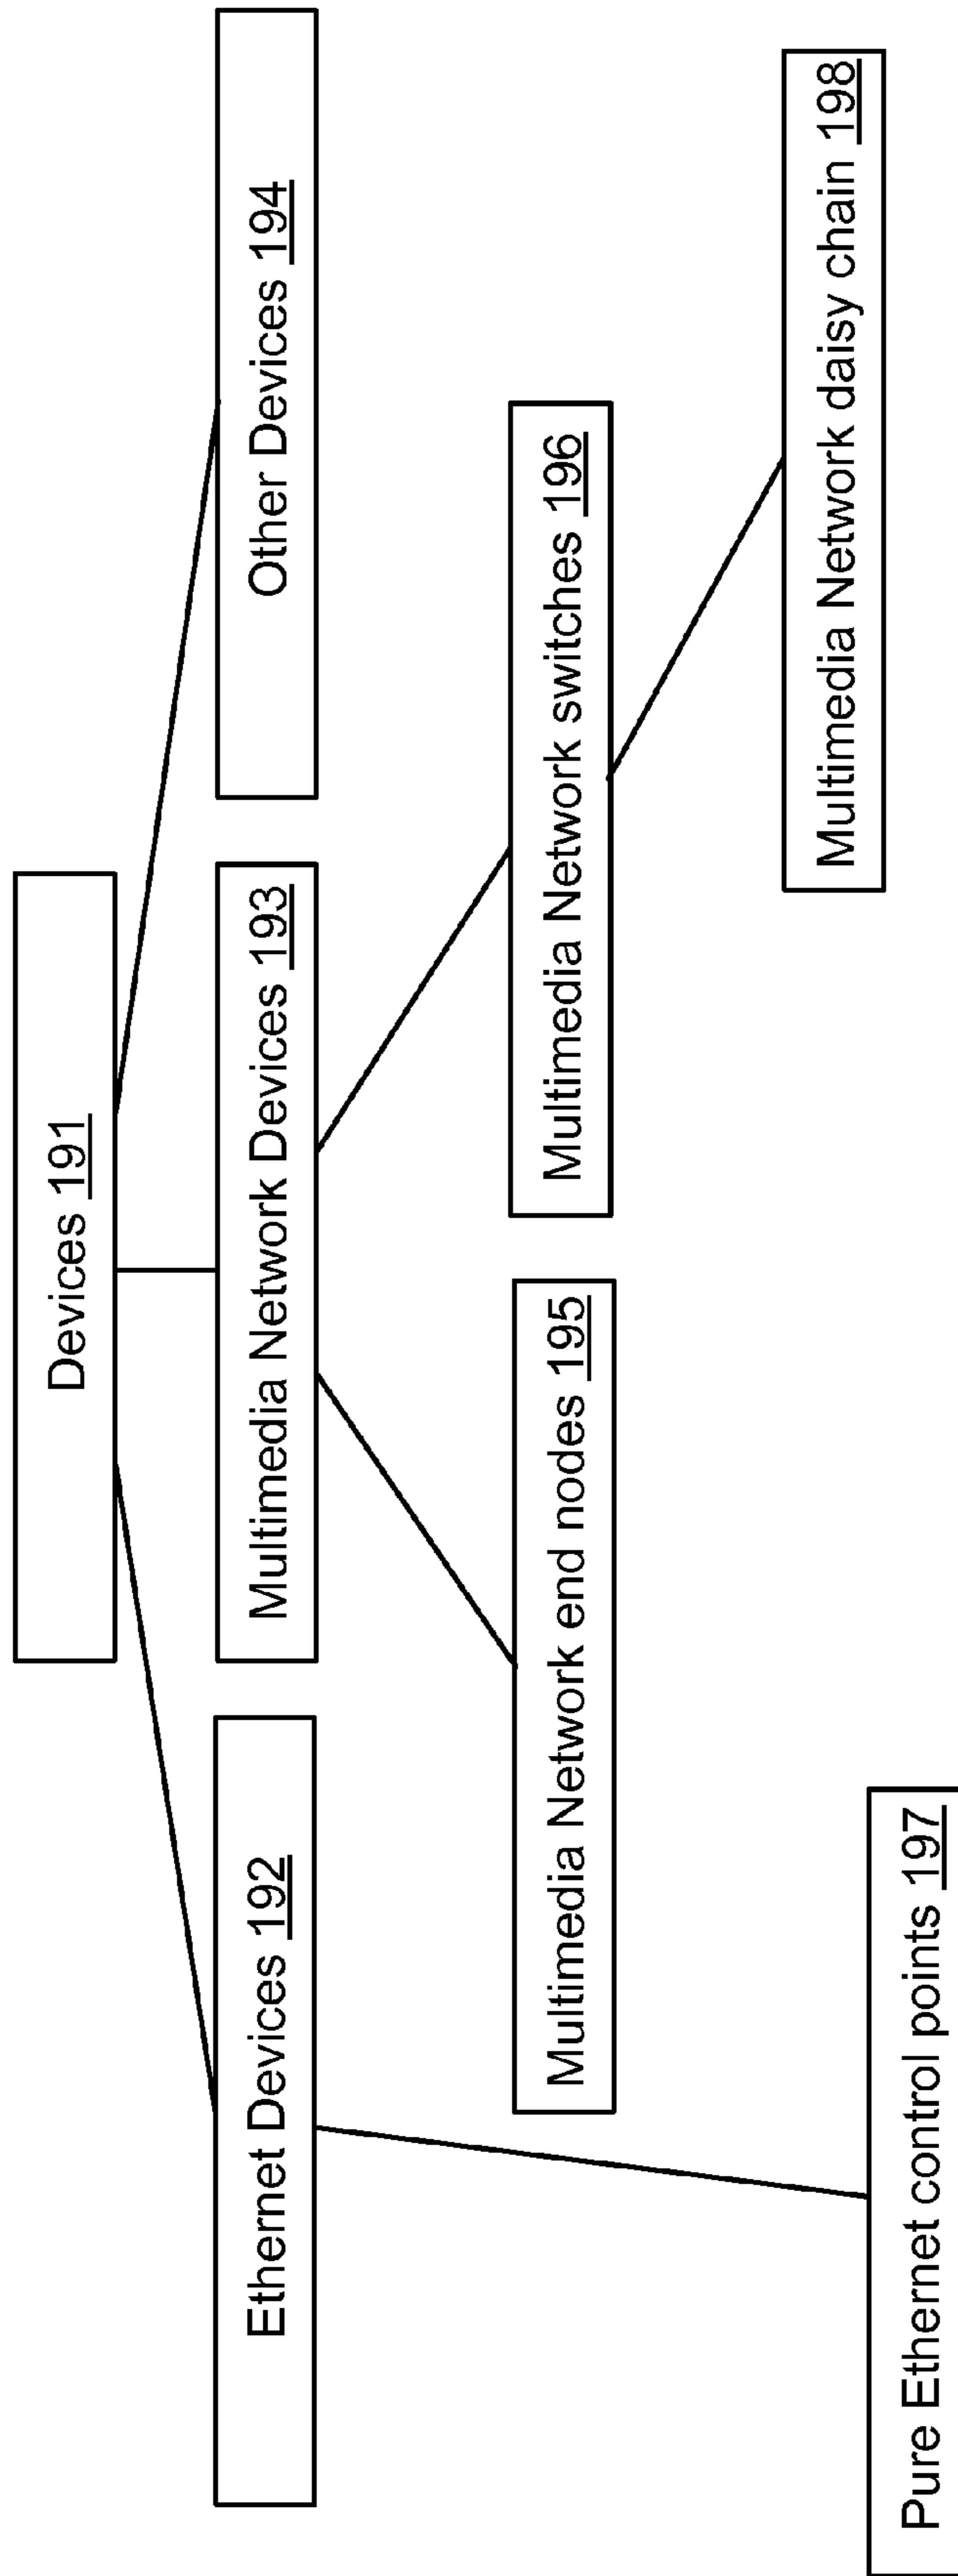 Devices 191
Ethernet Devices 192
Multimedia Network Devices 193
Other Devices 194
Multimedia Network end nodes 195
Multimedia Network switches 196
Pure Ethernet control points 197
Multimedia Network daisy chain 198